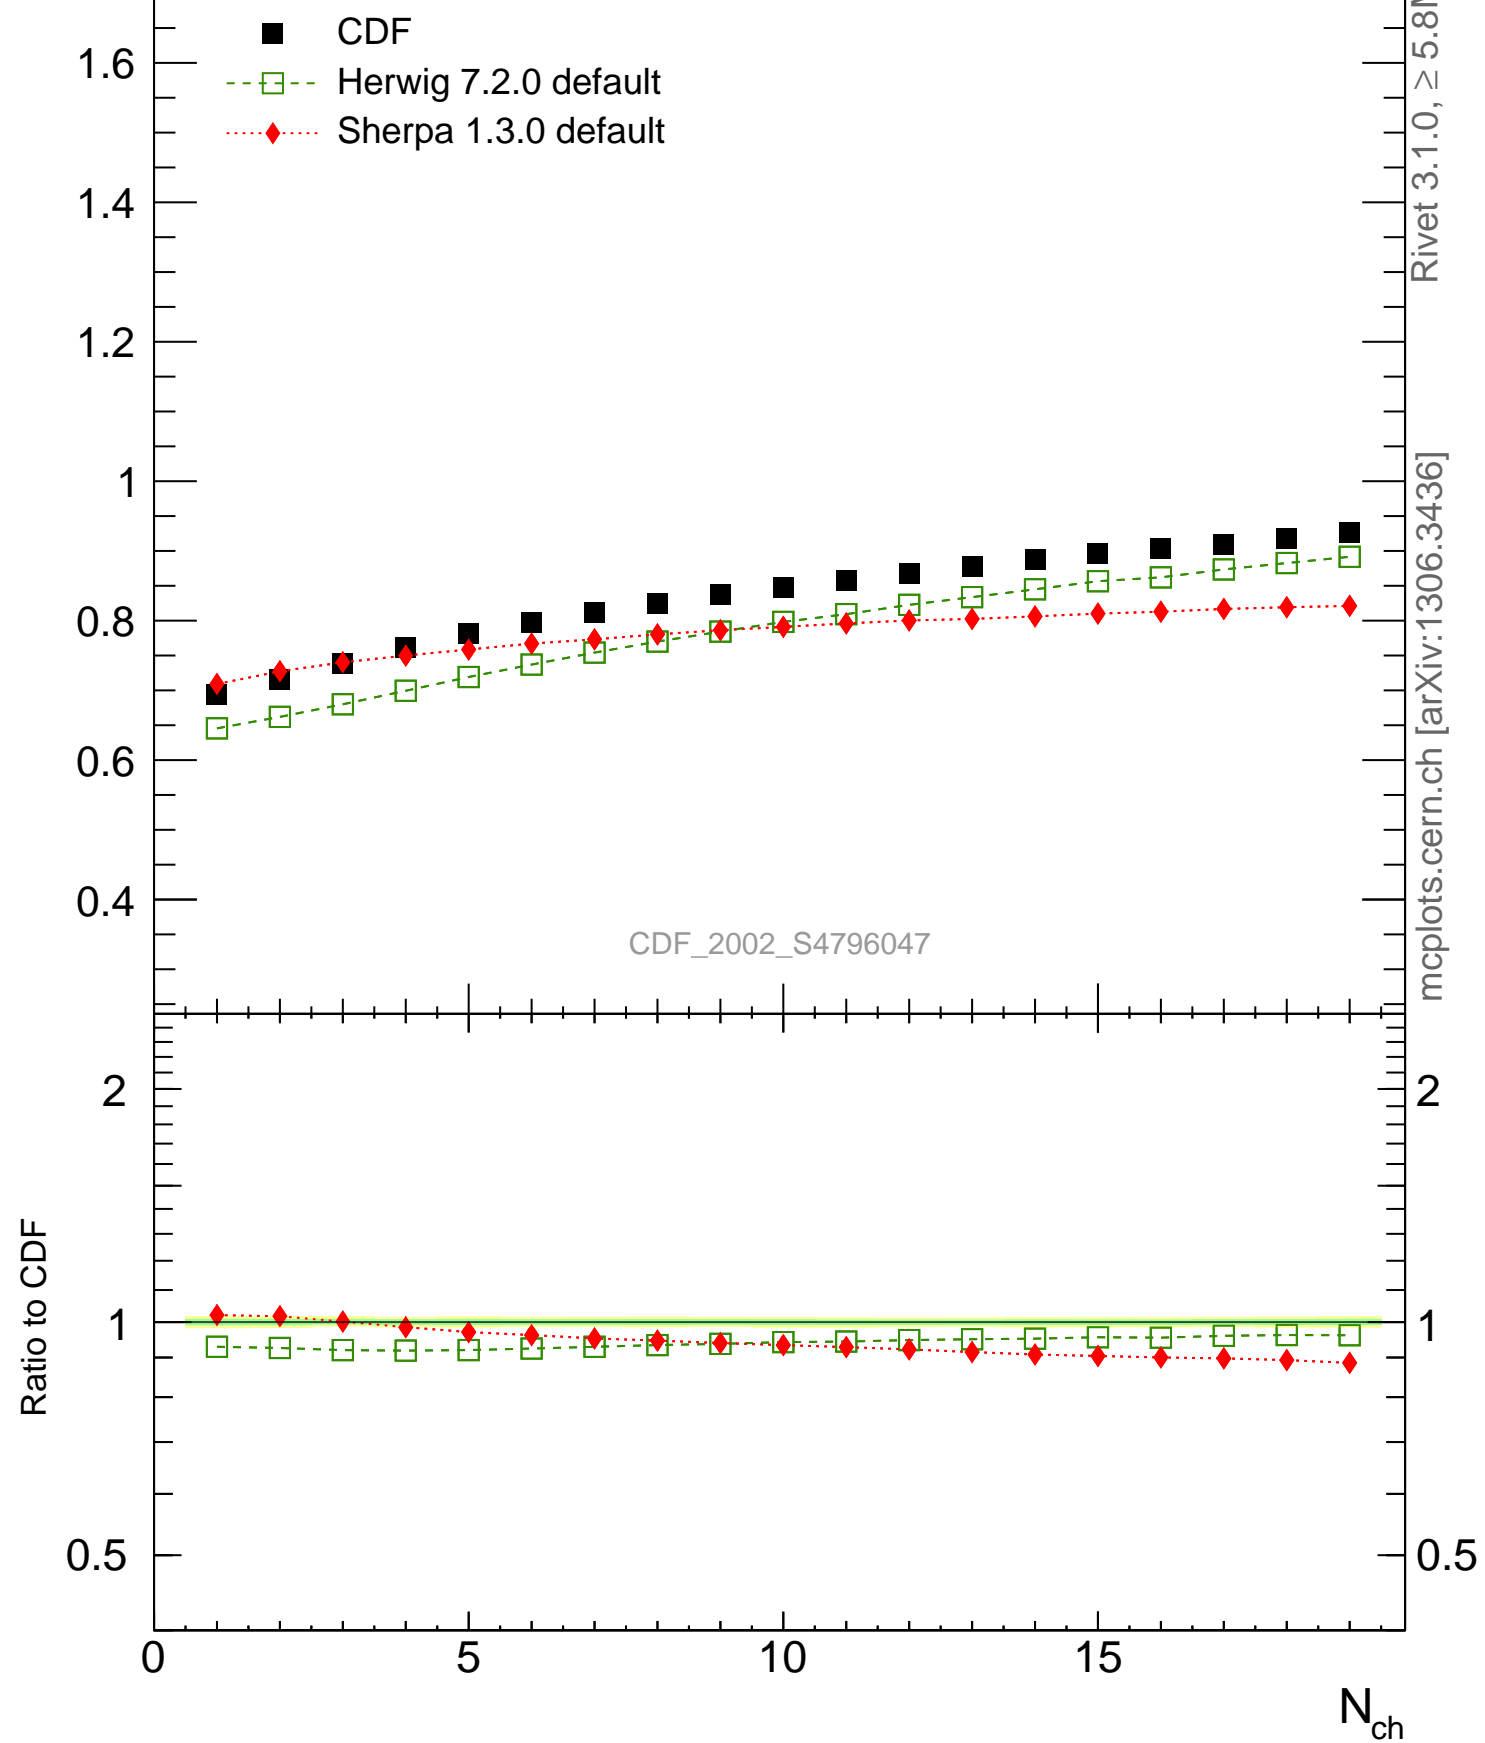 CDF
Herwig 7.2.0 default
Sherpa 1.3.0 default
1.6
1.4
1.2
1
0.8
0.6
0.4
CDF_2002_S4796047
Rivet 3.1.0, ≥ 5.8
mcplots.cern.ch [arXiv:1306.3436]
Ratio to CDF
2
1
0.5
2
1
0.5
0
5
10
15
N_ch